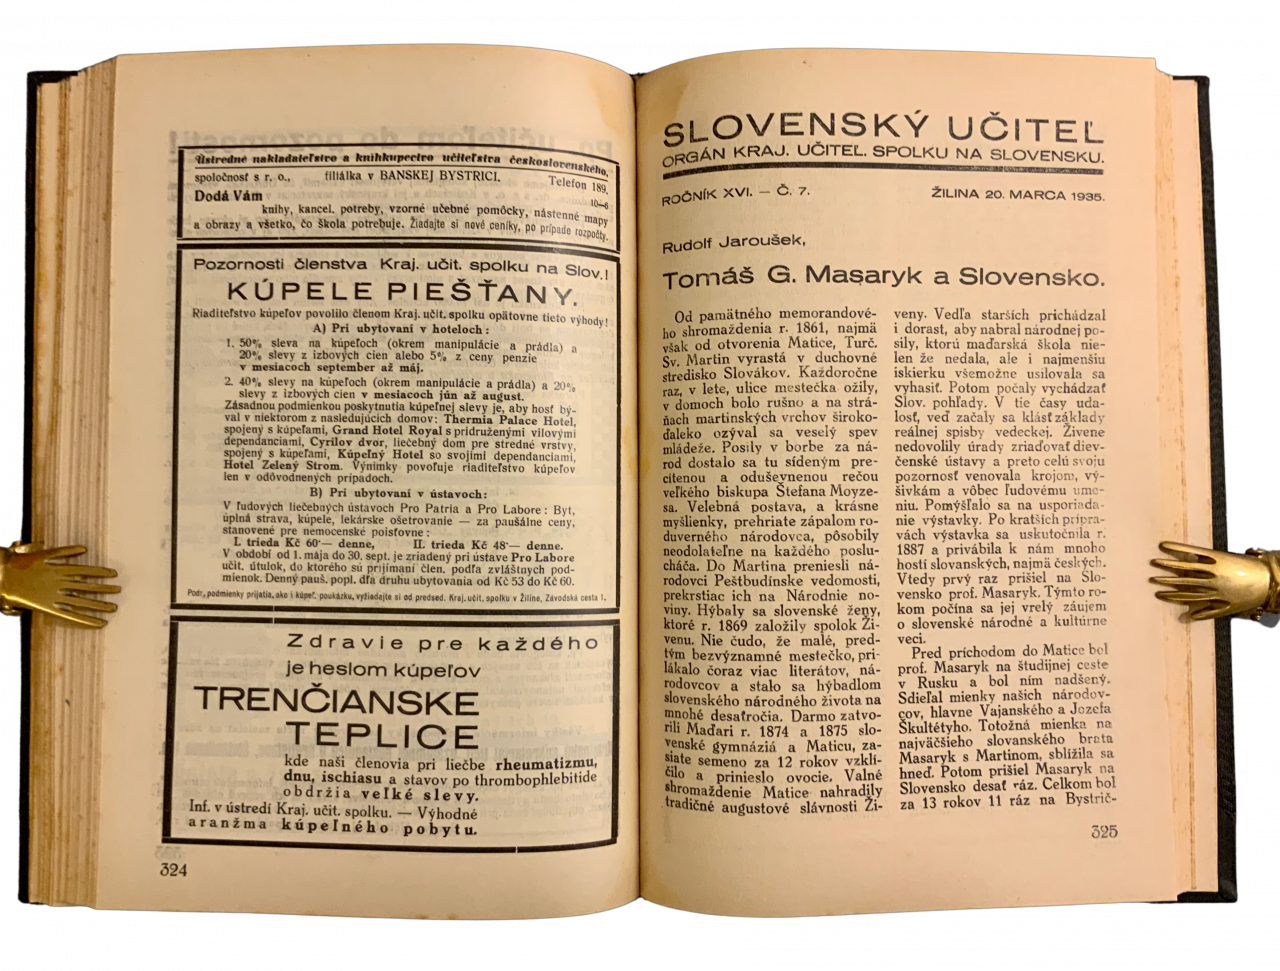 Ústredné nakladateľstvo a kníhkupectvo učiteľstva československého,
spoločnosť s r. o., filiálka v BANSKEJ BYSTRICI. Telefon 189.
Dodá Vám 10—6
knihy, kancel. potreby, vzorné učebné pomôcky, nástenné mapy
a obrazy a všetko, čo škola potrebuje. Žiadajte si nové ceníky, po prípade rozpočty.
Pozornosti členstva Kraj. učit. spolku na Slov.!
KÚPELE PIEŠŤANY.
Riaditeľstvo kúpeľov povolilo členom Kraj. učit. spolku opätovne tieto výhody!
A) Pri ubytovaní v hoteloch:
1. 50% sleva na kúpeľoch (okrem manipulácie a prádla) a
20% slevy z izbových cien alebo 5% z ceny penzie
v mesiacoch september až máj.
2. 40% slevy na kúpeľoch (okrem manipulácie a prádla) a 20%
slevy z izbových cien v mesiacoch jún až august.
Zásadnou podmienkou poskytnutia kúpeľnej slevy je, aby hosť bý-
val v niektorom z nasledujúcich domov: Thermia Palace Hotel,
spojený s kúpeľami, Grand Hotel Royal s pridruženými vilovými
dependanciami, Cyrilov dvor, liečebný dom pre stredné vrstvy,
spojený s kúpeľami, Kúpeľný Hotel so svojimi dependanciami,
Hotel Zelený Strom. Výnimky povoľuje riaditeľstvo kúpeľov
len v odôvodnených prípadoch.
B) Pri ubytovaní v ústavoch:
V ľudových liečebných ústavoch Pro Patria a Pro Labore: Byt,
úplná strava, kúpele, lekárske ošetrovanie — za paušálne ceny,
stanovené pre nemocenské poisťovne:
I. trieda Kč 60·— denne, II. trieda Kč 48·— denne.
V období od 1. mája do 30. sept. je zriadený pri ústave Pro Labore
učit. útulok, do ktorého sú prijímaní člen. podľa zvláštnych pod-
mienok. Denný pauš. popl. dľa druhu ubytovania od Kč 53 do Kč 60.
Podr. podmienky prijatia, ako i kúpeľ. poukázku, vyžiadajte si od predsed. Kraj. učit. spolku v Žiline, Závodská cesta 1.
Zdravie pre každého
je heslom kúpeľov
TRENČIANSKE
TEPLICE
kde naši členovia pri liečbe rheumatizmu,
dnu, ischiasu a stavov po thrombophlebitide
obdržia veľké slevy.
Inf. v ústredí Kraj. učit. spolku. — Výhodné
aranžma kúpeľného pobytu.
324
SLOVENSKÝ UČITEĽ
ORGÁN KRAJ. UČITEĽ. SPOLKU NA SLOVENSKU.
ROČNÍK XVI. — Č. 7. ŽILINA 20. MARCA 1935.
Rudolf Jaroušek,
Tomáš G. Masaryk a Slovensko.
Od pamätného memorandové-
ho shromaždenia r. 1861, najmä
však od otvorenia Matice, Turč.
Sv. Martin vyrastá v duchovné
stredisko Slovákov. Každoročne
raz, v lete, ulice mestečka ožily,
v domoch bolo rušno a na strá-
ňach martinských vrchov široko-
ďaleko ozýval sa veselý spev
mládeže. Posily v borbe za ná-
rod dostalo sa tu sídeným pre-
cítenou a oduševnenou rečou
veľkého biskupa Štefana Moyze-
sa. Velebná postava, a krásne
myšlienky, prehriate zápalom ro-
duverného národovca, pôsobily
neodolateľne na každého poslu-
cháča. Do Martina preniesli ná-
rodovci Peštbudínske vedomosti,
prekrstiac ich na Národnie no-
viny. Hýbaly sa slovenské ženy,
ktoré r. 1869 založily spolok Ži-
venu. Nie čudo, že malé, pred-
tým bezvýznamné mestečko, pri-
lákalo čoraz viac literátov, ná-
rodovcov a stalo sa hýbadlom
slovenského národného života na
mnohé desaťročia. Darmo zatvo-
rili Maďari r. 1874 a 1875 slo-
venské gymnáziá a Maticu, za-
siate semeno za 12 rokov vzkli-
čilo a prinieslo ovocie. Valné
shromaždenie Matice nahradily
tradičné augustové slávnosti Ži-
veny. Vedľa starších prichádzal
i dorast, aby nabral národnej po-
sily, ktorú maďarská škola nie-
len že nedala, ale i najmenšiu
iskierku všemožne usilovala sa
vyhasiť. Potom počaly vychádzať
Slov. pohľady. V tie časy uda-
losť, veď začaly sa klásť základy
reálnej spisby vedeckej. Živene
nedovolily úrady zriaďovať diev-
čenské ústavy a preto celú svoju
pozornosť venovala krojom, vý-
šivkám a vôbec ľudovému ume-
niu. Pomýšľalo sa na usporiada-
nie výstavky. Po kratších prípra-
vách výstavka sa uskutočnila r.
1887 a privábila k nám mnoho
hostí slovanských, najmä českých.
Vtedy prvý raz prišiel na Slo-
vensko prof. Masaryk. Týmto ro-
kom počína sa jej vrelý záujem
o slovenské národné a kultúrne
veci.
Pred príchodom do Matice bol
prof. Masaryk na študijnej ceste
v Rusku a bol ním nadšený.
Sdieľal mienky našich národov-
cov, hlavne Vajanského a Jozefa
Škultétyho. Totožná mienka na
najväčšieho slovanského brata
Masaryk s Martinom, sblížila sa
hneď. Potom prišiel Masaryk na
Slovensko desať ráz. Celkom bol
za 13 rokov 11 ráz na Bystrič-
325